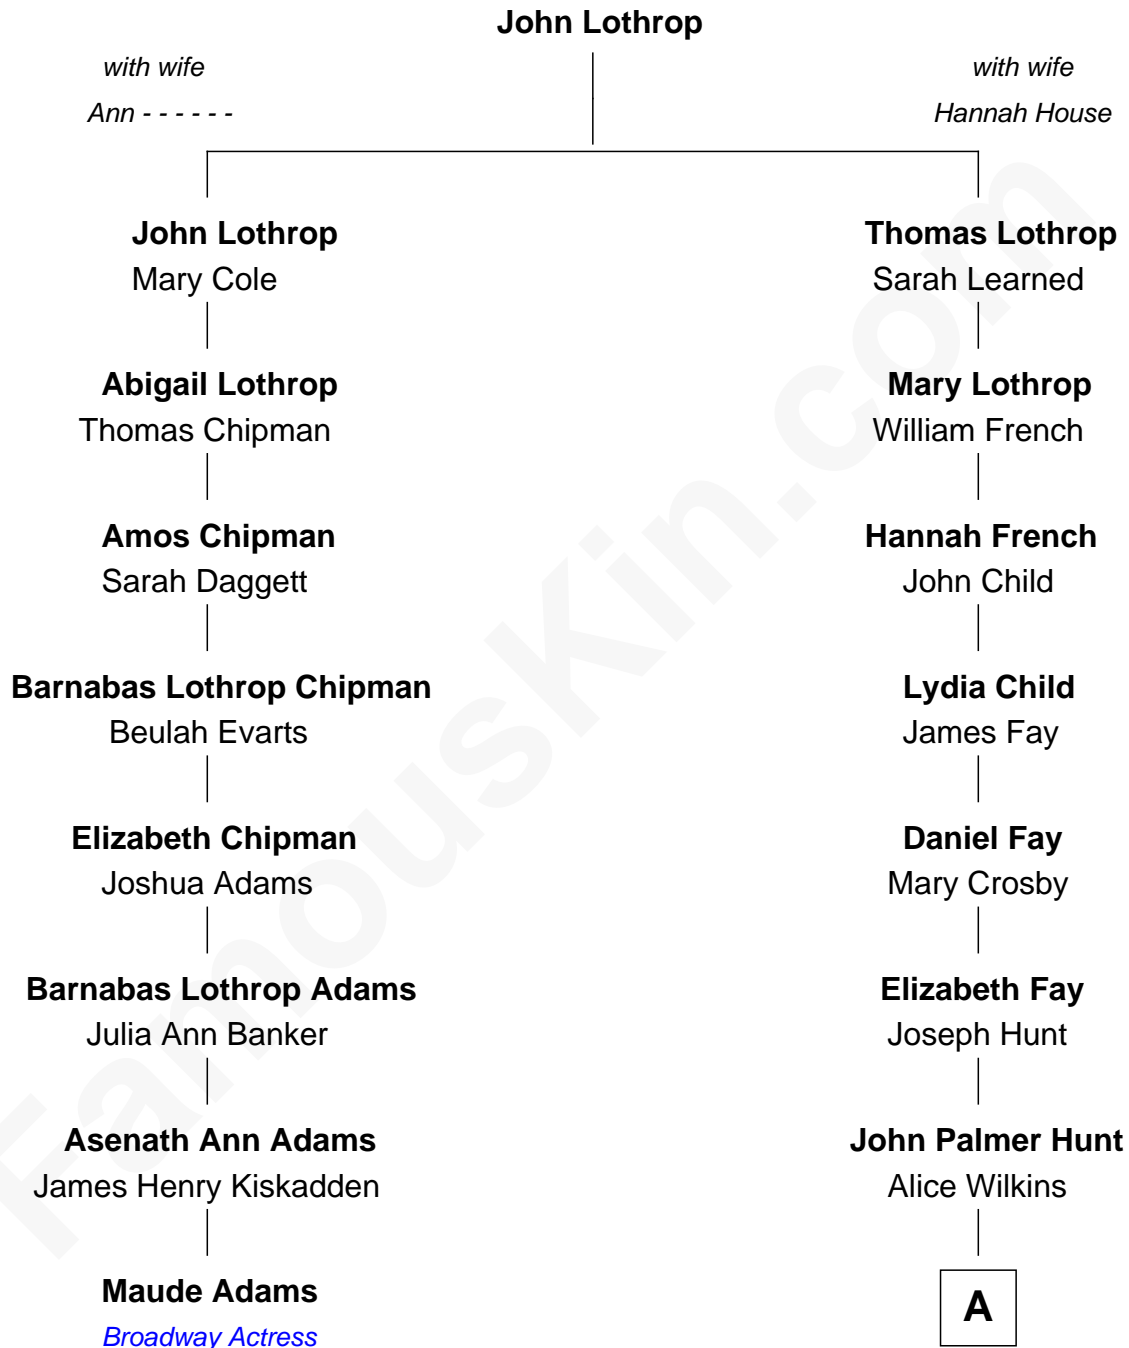 John Lothrop
with wife
Ann - - - - - -
with wife
Hannah House
John Lothrop
Mary Cole
Thomas Lothrop
Sarah Learned
Abigail Lothrop
Thomas Chipman
Mary Lothrop
William French
Amos Chipman
Sarah Daggett
Hannah French
John Child
Barnabas Lothrop Chipman
Beulah Evarts
Lydia Child
James Fay
Elizabeth Chipman
Joshua Adams
Daniel Fay
Mary Crosby
Barnabas Lothrop Adams
Julia Ann Banker
Elizabeth Fay
Joseph Hunt
Asenath Ann Adams
James Henry Kiskadden
John Palmer Hunt
Alice Wilkins
Maude Adams
Broadway Actress
A
FamousKin.com